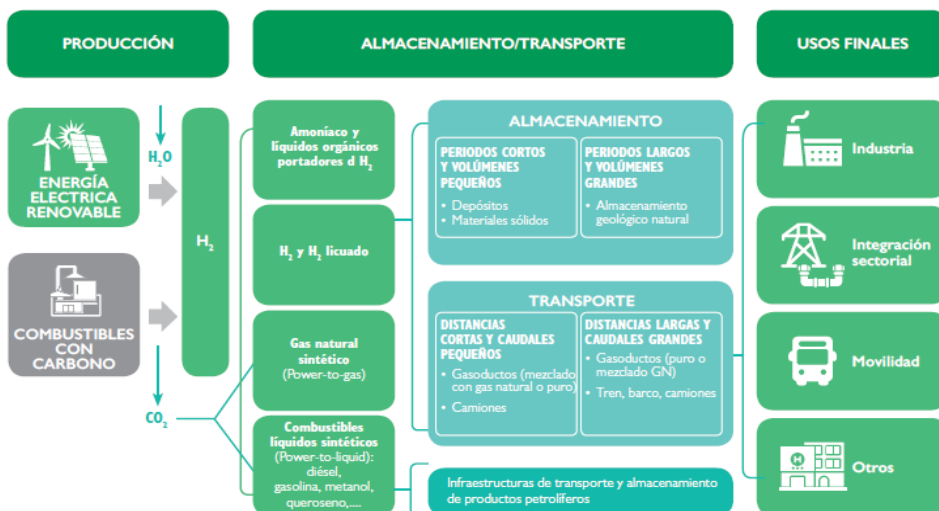 PRODUCCIÓN
ALMACENAMIENTO/TRANSPORTE
USOS FINALES
ENERGÍA
ELECTRICA
RENOVABLE
H₂O
COMBUSTIBLES
CON
CARBONO
CO₂
H₂
Amoníaco y
líquidos orgánicos
portadores d H₂
H₂ y H₂ licuado
Gas natural
sintético
(Power-to-gas)
Combustibles
líquidos sintéticos
(Power-to-liquid):
diésel,
gasolina, metanol,
queroseno,....
ALMACENAMIENTO
PERIODOS CORTOS
Y VOLÚMENES
PEQUEÑOS
• Depósitos
• Materiales sólidos
PERIODOS LARGOS
Y VOLÚMENES
GRANDES
• Almacenamiento
geológico natural
TRANSPORTE
DISTANCIAS
CORTAS Y CAUDALES
PEQUEÑOS
• Gasoductos (mezclado
con gas natural o puro)
• Camiones
DISTANCIAS LARGAS Y
CAUDALES GRANDES
• Gasoductos (puro o
mezclado GN)
• Tren, barco, camiones
Infraestructuras de transporte y almacenamiento
de productos petrolíferos
Industria
Integración
sectorial
Movilidad
H
Otros